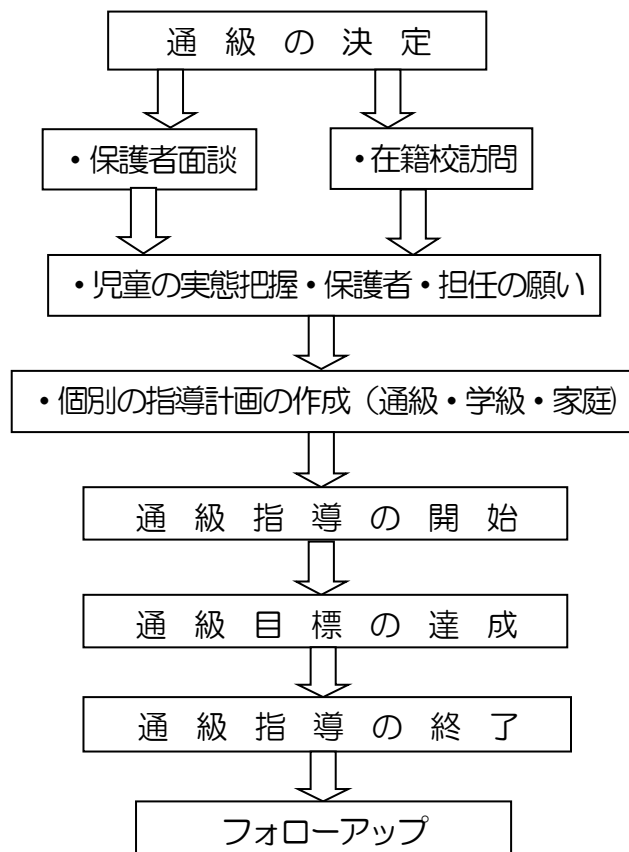 通級の決定
・保護者面談
・在籍校訪問
・児童の実態把握・保護者・担任の願い
・個別の指導計画の作成（通級・学級・家庭）
通級指導の開始
通級目標の達成
通級指導の終了
フォローアップ